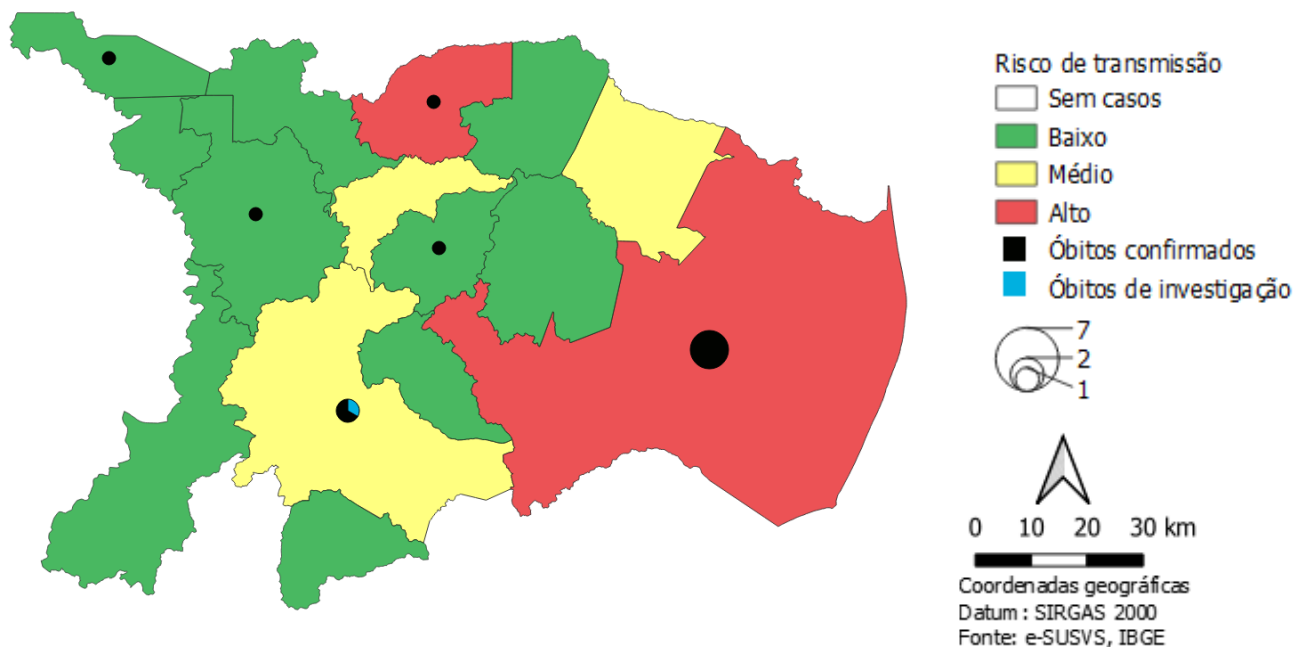 Risco de transmissão
Sem casos
Baixo
Médio
Alto
Óbitos confirmados
Óbitos de investigação
7
2
1
0 10 20 30 km
Coordenadas geográficas
Datum : SIRGAS 2000
Fonte: e-SUSVS, IBGE